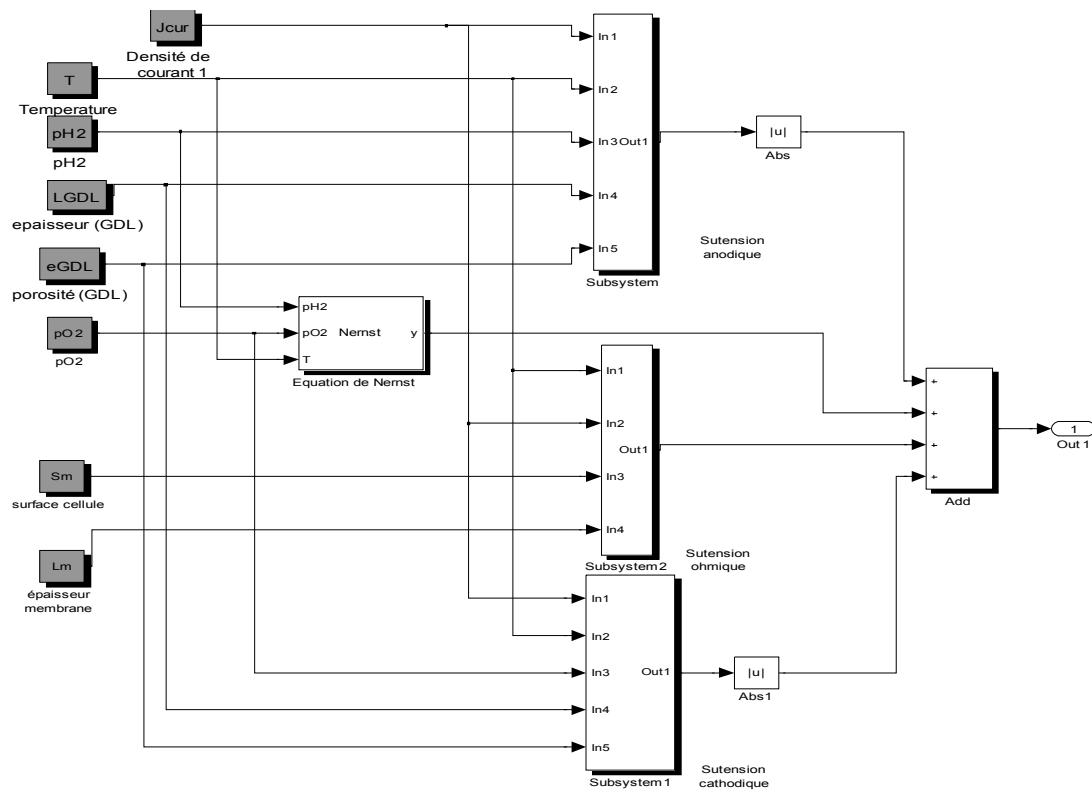 Jcur
Densité de
courant 1
T
Temperature
pH2
pH2
LGDL
epaisseur (GDL)
eGDL
porosité (GDL)
pO2
pO2
Sm
surface cellule
Lm
épaisseur
membrane
pH2
pO2
T
Nernst
y
Equation de Nernst
In1
In2
In3
In4
In5
Out1
Subsystem
Sutension
anodique
|u|
Abs
In1
In2
In3
In4
Out1
Subsystem2
Sutension
ohmique
In1
In2
In3
In4
In5
Out1
Subsystem1
Sutension
cathodique
|u|
Abs1
+
+
+
+
Add
1
Out1